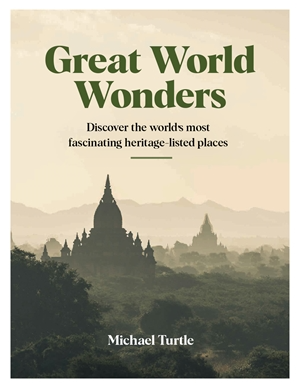 Great World
Wonders
Discover the world's most
fascinating heritage-listed places
Michael Turtle